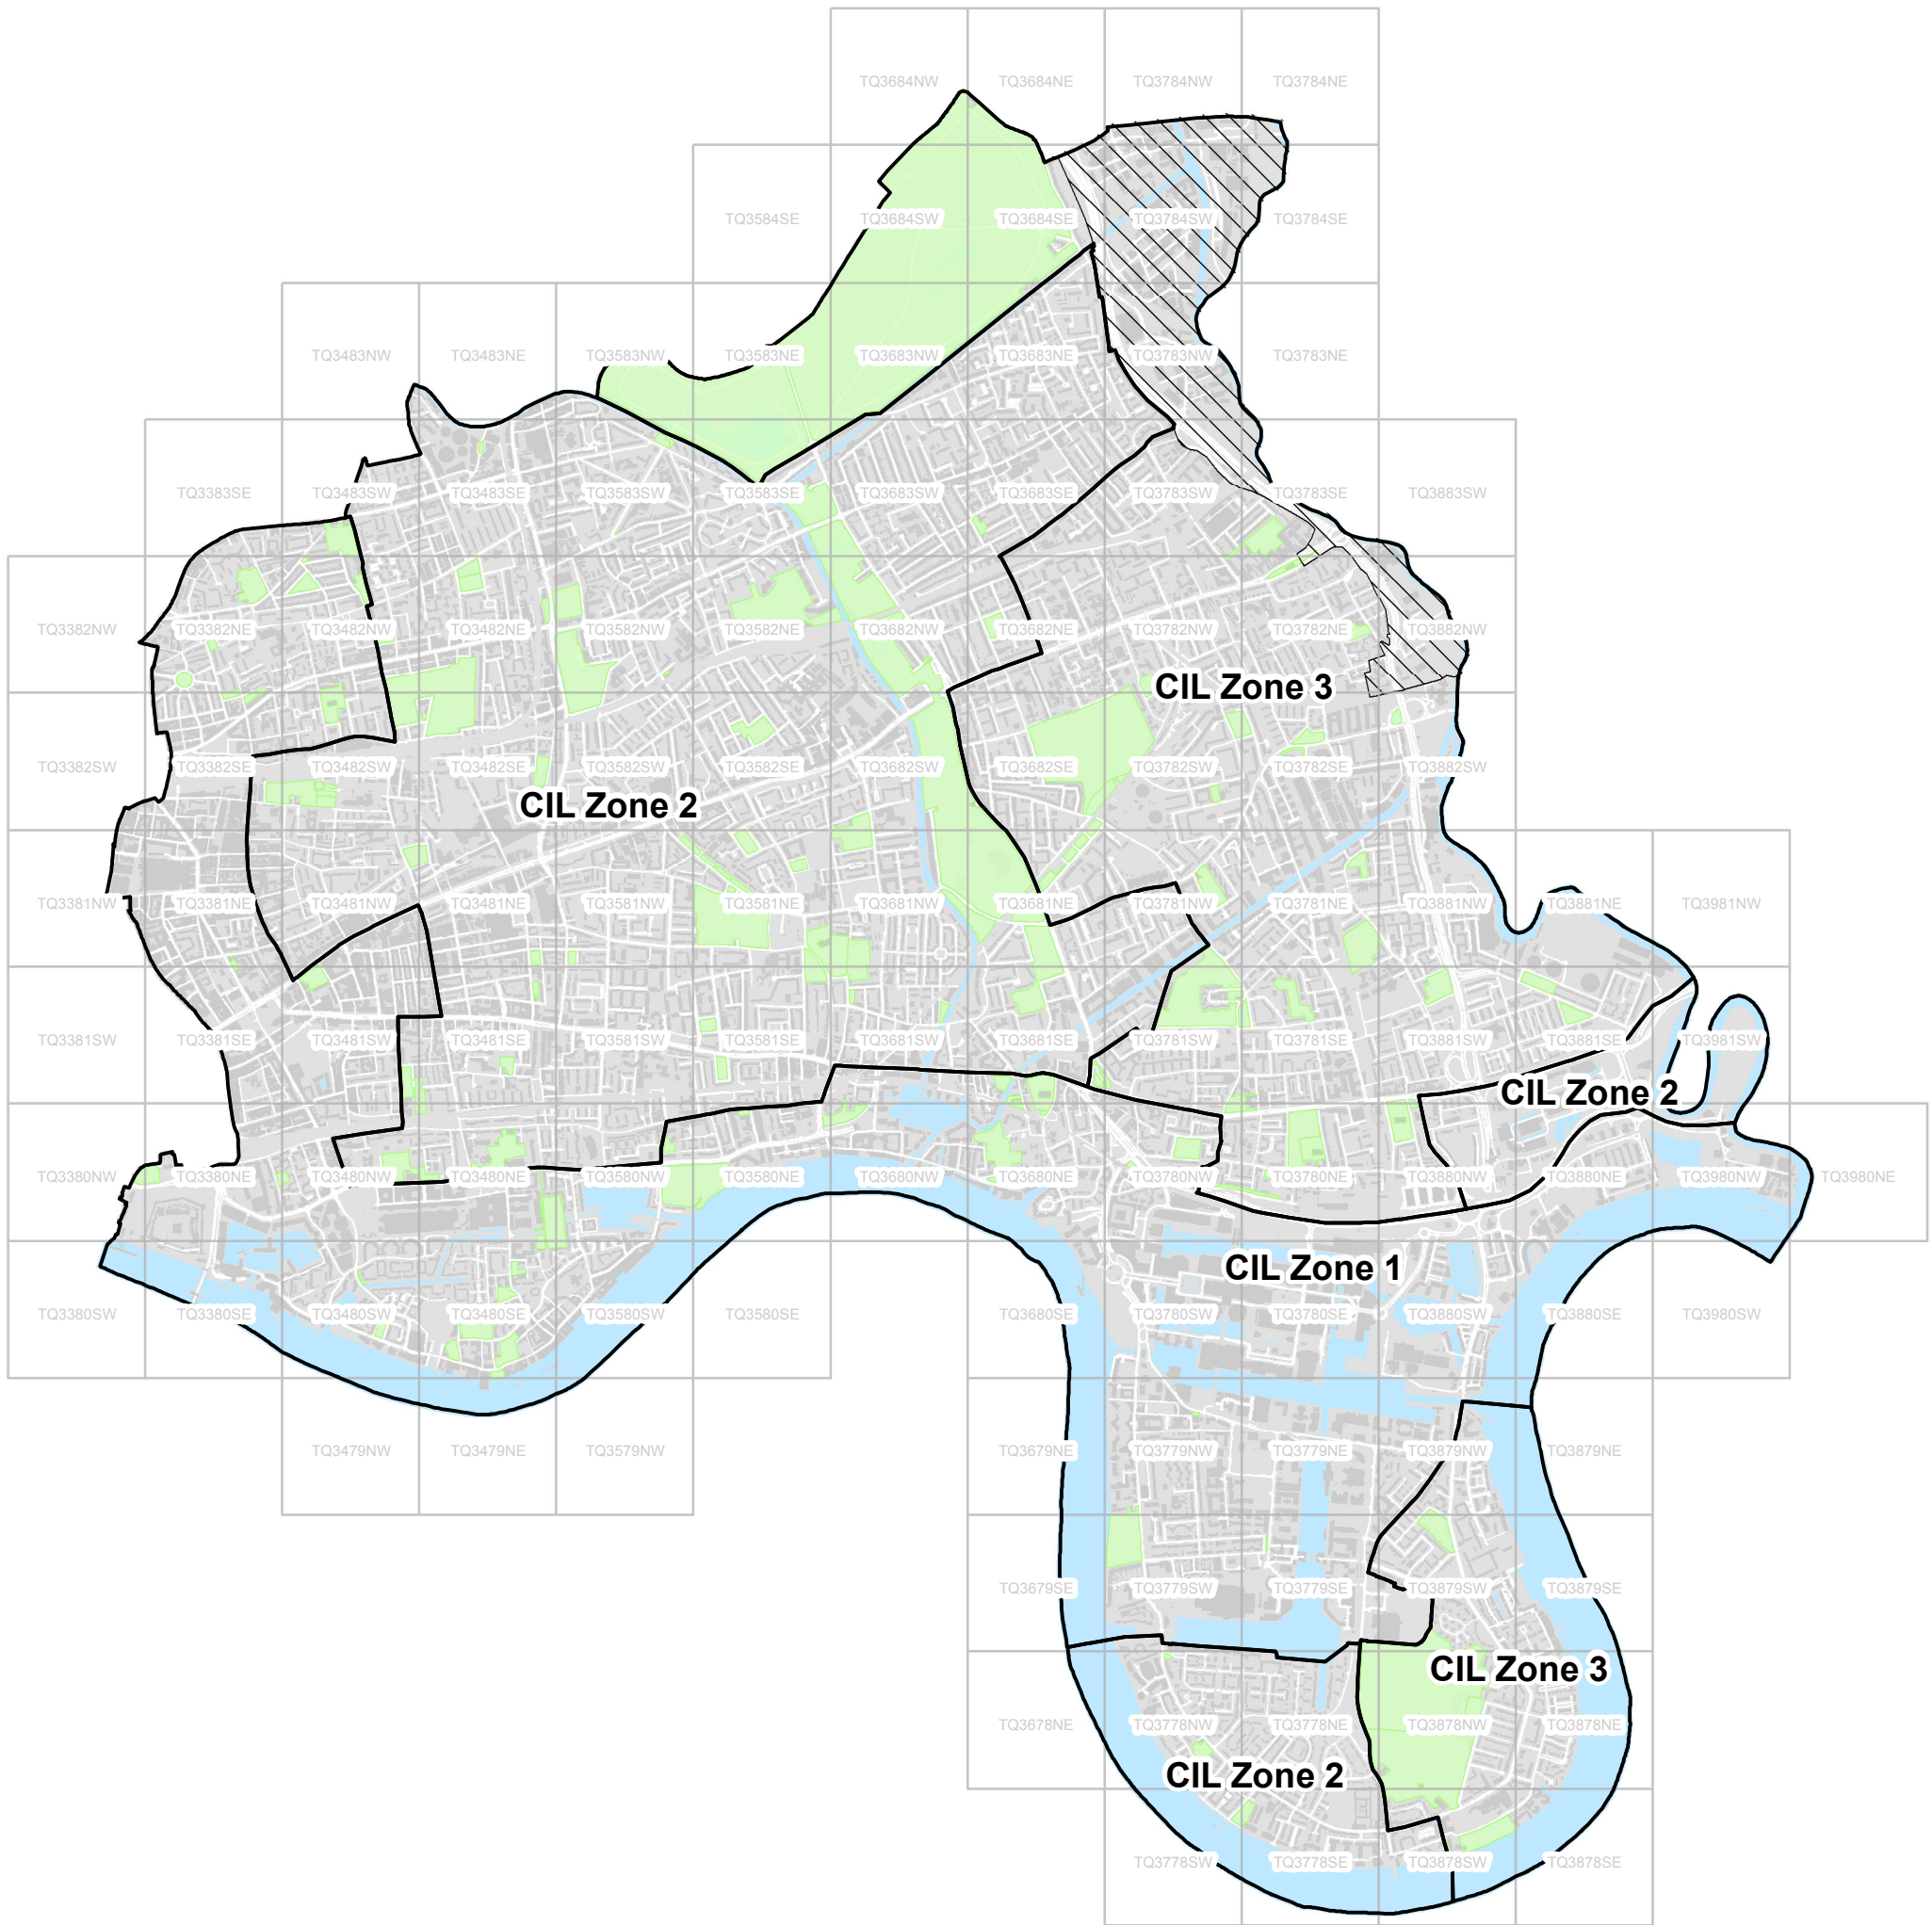 TQ3684NW TQ3684NE TQ3784NW TQ3784NE
TQ3584SE TQ3684SW TQ3684SE TQ3784SW TQ3784SE
TQ3483NW TQ3483NE TQ3583NW TQ3583NE TQ3683NW TQ3683NE TQ3783NW TQ3783NE
TQ3383SE TQ3483SW TQ3483SE TQ3583SW TQ3583SE TQ3683SW TQ3683SE TQ3783SW TQ3783SE TQ3883SW
TQ3382NW TQ3382NE TQ3482NW TQ3482NE TQ3582NW TQ3582NE TQ3682NW TQ3682NE TQ3782NW TQ3782NE TQ3882NW
CIL Zone 3
TQ3382SW TQ3382SE TQ3482SW TQ3482SE TQ3582SW TQ3582SE TQ3682SW TQ3682SE TQ3782SW TQ3782SE TQ3882SW
CIL Zone 2
TQ3381NW TQ3381NE TQ3481NW TQ3481NE TQ3581NW TQ3581NE TQ3681NW TQ3681NE TQ3781NW TQ3781NE TQ3881NW TQ3881NE TQ3981NW
TQ3381SW TQ3381SE TQ3481SW TQ3481SE TQ3581SW TQ3581SE TQ3681SW TQ3681SE TQ3781SW TQ3781SE TQ3881SW TQ3881SE TQ3981SW
CIL Zone 2
TQ3380NW TQ3380NE TQ3480NW TQ3480NE TQ3580NW TQ3580NE TQ3680NW TQ3680NE TQ3780NW TQ3780NE TQ3880NW TQ3880NE TQ3980NW TQ3980NE
CIL Zone 1
TQ3380SW TQ3380SE TQ3480SW TQ3480SE TQ3580SW TQ3580SE TQ3680SE TQ3780SW TQ3780SE TQ3880SW TQ3880SE TQ3980SW
TQ3479NW TQ3479NE TQ3579NW TQ3679NE TQ3779NW TQ3779NE TQ3879NW TQ3879NE
TQ3679SE TQ3779SW TQ3779SE TQ3879SW TQ3879SE
CIL Zone 3
TQ3678NE TQ3778NW TQ3778NE TQ3878NW TQ3878NE
CIL Zone 2
TQ3778SW TQ3778SE TQ3878SW TQ3878SE